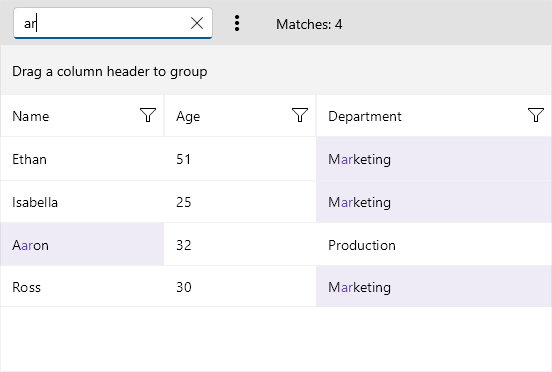 ar Matches: 4
Drag a column header to group
Name Age Department
Ethan 51 Marketing
Isabella 25 Marketing
Aaron 32 Production
Ross 30 Marketing